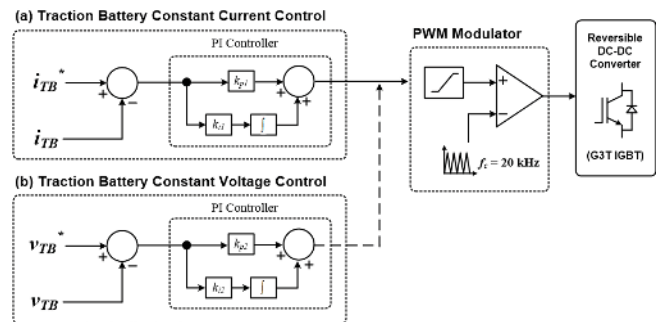 (a) Traction Battery Constant Current Control
PI Controller
i_TB*
+
−
i_TB
k_p1
k_i1
∫
+
+
PWM Modulator
+
−
f_s = 20 kHz
Reversible
DC-DC
Converter
(G3T IGBT)
(b) Traction Battery Constant Voltage Control
PI Controller
v_TB*
+
−
v_TB
k_p2
k_i2
∫
+
+